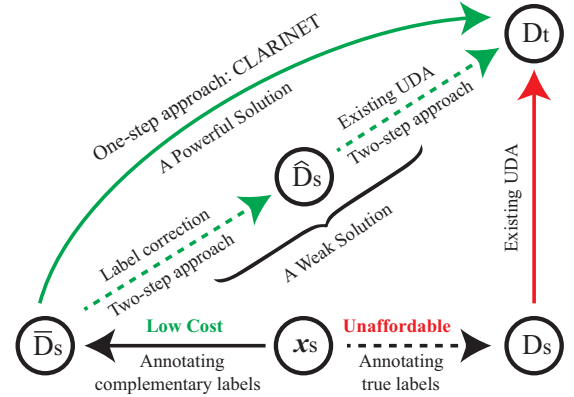 Dt
One-step approach: CLARINET
A Powerful Solution
Existing UDA
Two-step approach
D̂s
Label correction
Two-step approach
A Weak Solution
Existing UDA
D̅s
Low Cost
Annotating
complementary labels
xs
Unaffordable
Annotating
true labels
Ds